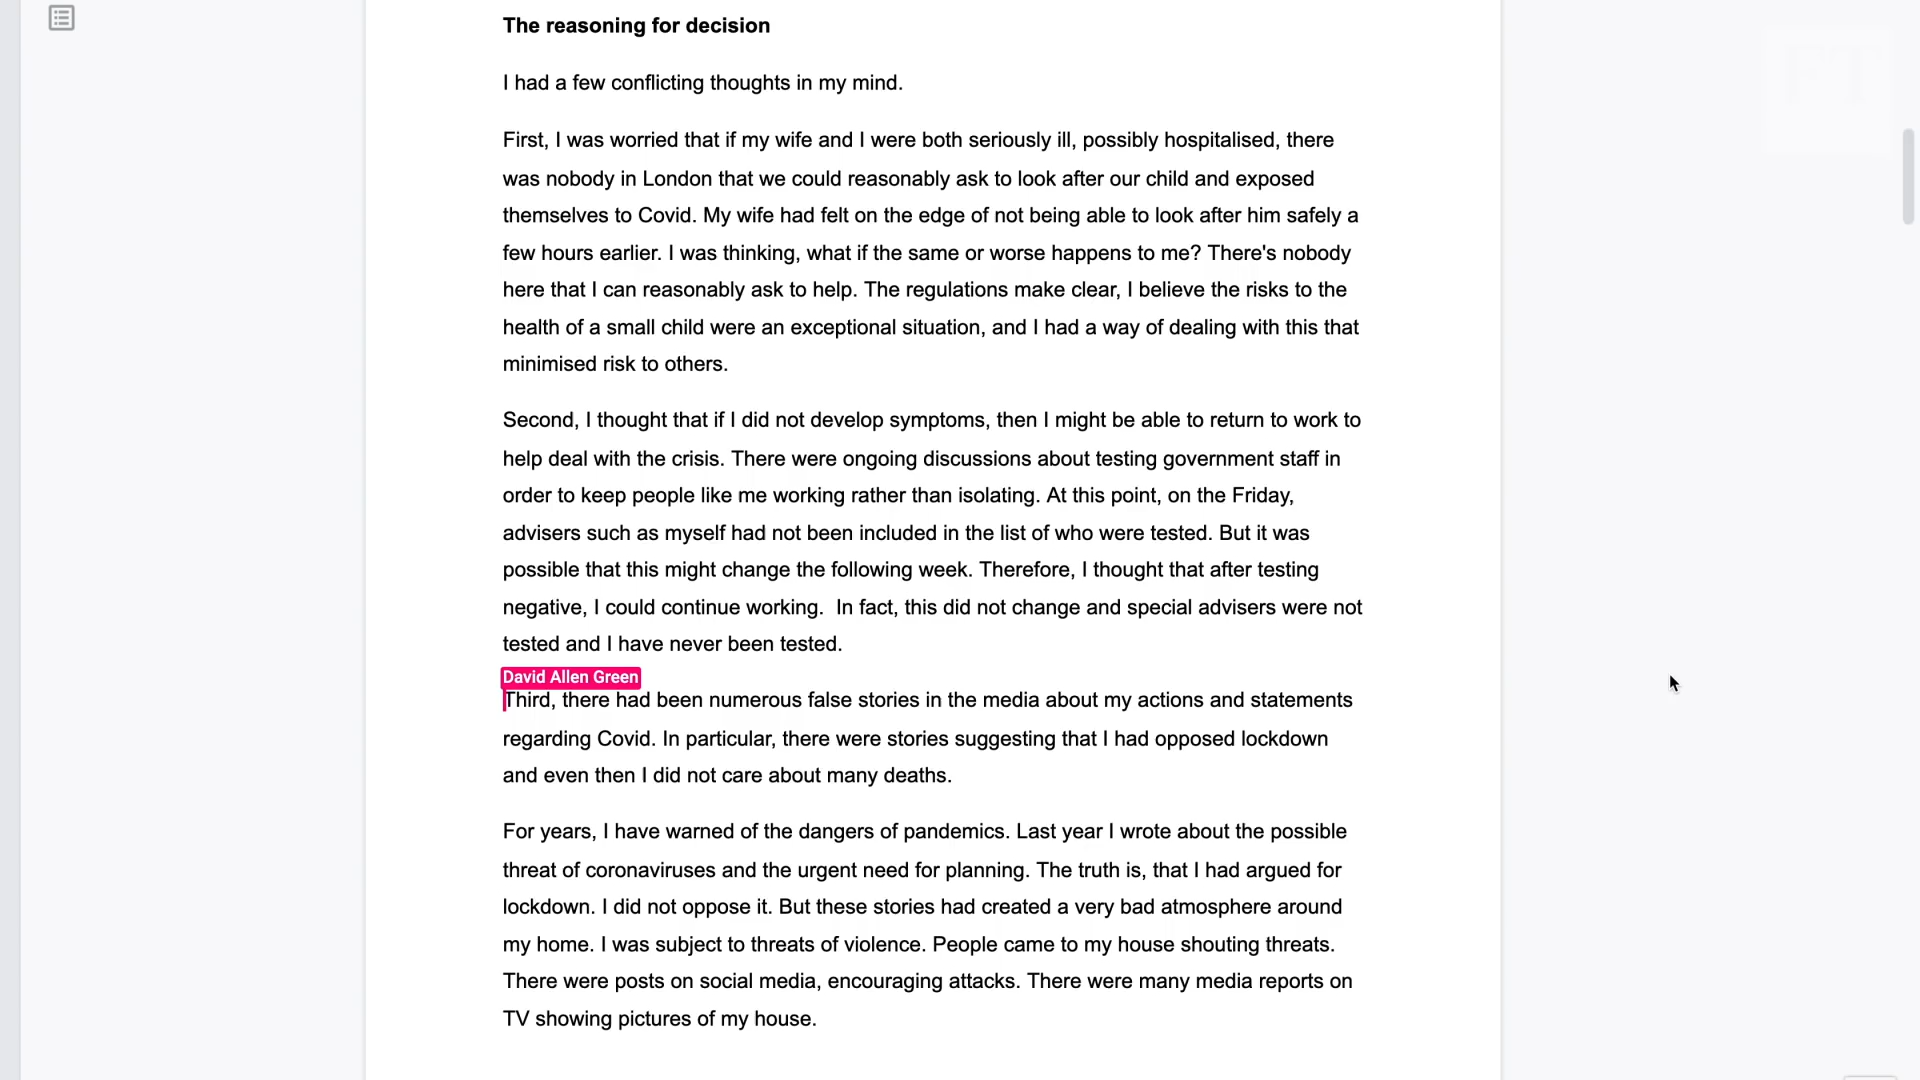 The reasoning for decision
I had a few conflicting thoughts in my mind.
First, I was worried that if my wife and I were both seriously ill, possibly hospitalised, there
was nobody in London that we could reasonably ask to look after our child and exposed
themselves to Covid. My wife had felt on the edge of not being able to look after him safely a
few hours earlier. I was thinking, what if the same or worse happens to me? There's nobody
here that I can reasonably ask to help. The regulations make clear, I believe the risks to the
health of a small child were an exceptional situation, and I had a way of dealing with this that
minimised risk to others.
Second, I thought that if I did not develop symptoms, then I might be able to return to work to
help deal with the crisis. There were ongoing discussions about testing government staff in
order to keep people like me working rather than isolating. At this point, on the Friday,
advisers such as myself had not been included in the list of who were tested. But it was
possible that this might change the following week. Therefore, I thought that after testing
negative, I could continue working.  In fact, this did not change and special advisers were not
tested and I have never been tested.
David Allen Green
Third, there had been numerous false stories in the media about my actions and statements
regarding Covid. In particular, there were stories suggesting that I had opposed lockdown
and even then I did not care about many deaths.
For years, I have warned of the dangers of pandemics. Last year I wrote about the possible
threat of coronaviruses and the urgent need for planning. The truth is, that I had argued for
lockdown. I did not oppose it. But these stories had created a very bad atmosphere around
my home. I was subject to threats of violence. People came to my house shouting threats.
There were posts on social media, encouraging attacks. There were many media reports on
TV showing pictures of my house.
FT